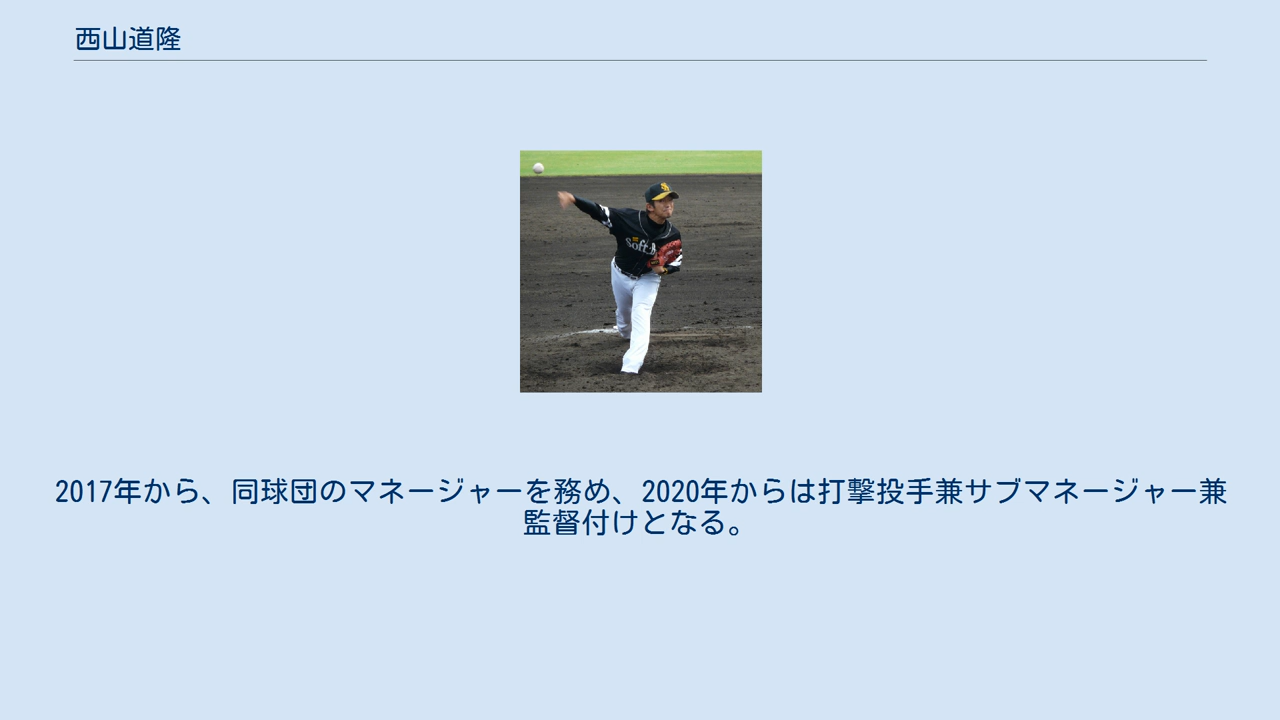 西山道隆
Soft B
2017年から、同球団のマネージャーを務め、2020年からは打撃投手兼サブマネージャー兼
監督付けとなる。